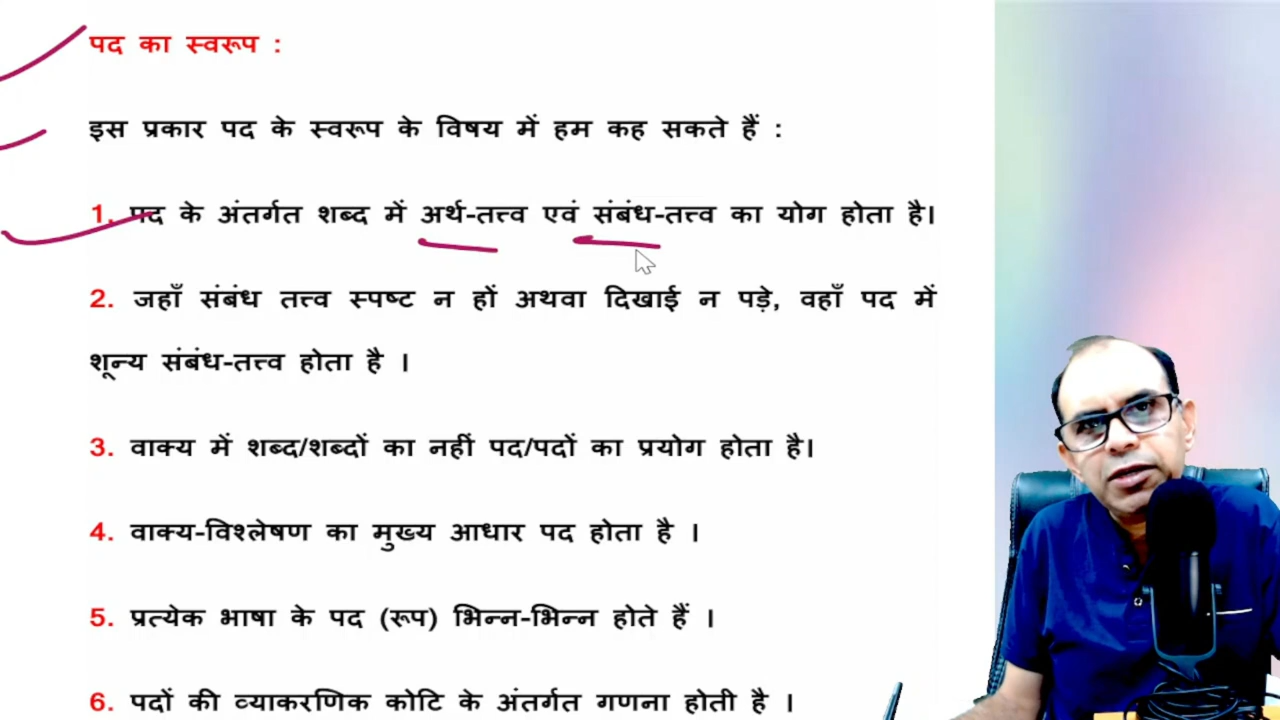 पद का स्वरूप :
इस प्रकार पद के स्वरूप के विषय में हम कह सकते हैं :
1. पद के अंतर्गत शब्द में अर्थ-तत्त्व एवं संबंध-तत्त्व का योग होता है।
2. जहाँ संबंध तत्त्व स्पष्ट न हों अथवा दिखाई न पड़े, वहाँ पद में
शून्य संबंध-तत्त्व होता है ।
3. वाक्य में शब्द/शब्दों का नहीं पद/पदों का प्रयोग होता है।
4. वाक्य-विश्लेषण का मुख्य आधार पद होता है ।
5. प्रत्येक भाषा के पद (रूप) भिन्न-भिन्न होते हैं ।
6. पदों की व्याकरणिक कोटि के अंतर्गत गणना होती है ।